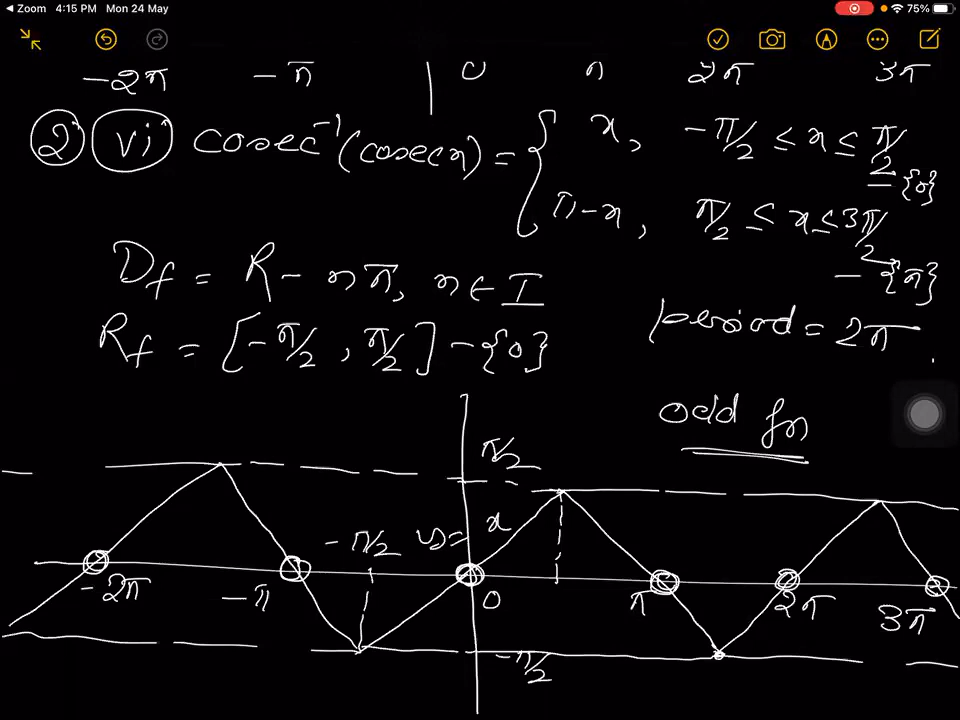 Zoom 4:15 PM Mon 24 May 75%
-2π -π 0 π 2π 3π
2 vi cosec⁻¹(cosecx) = { x, -π/2 ≤ x ≤ π/2 - {0}
π-x, π/2 ≤ x ≤ 3π/2 - {π}
Df = R - nπ, n ∈ I
Rf = [-π/2, π/2] - {0} period = 2π
odd fn
π/2
-π/2 y = x
-2π -π 0 π 2π 3π
-π/2